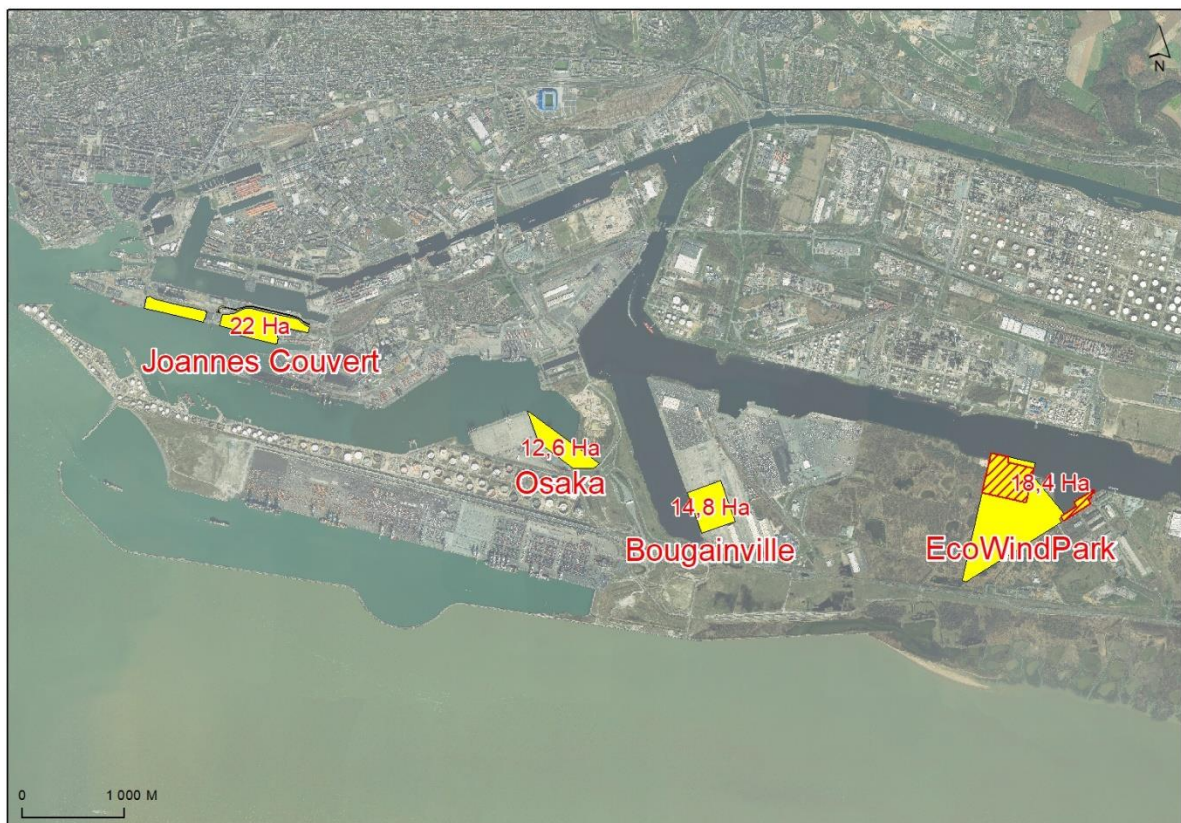 N
22 Ha
Joannes Couvert
12,6 Ha
Osaka
14,8 Ha
Bougainville
18,4 Ha
EcoWindPark
0 1 000 M